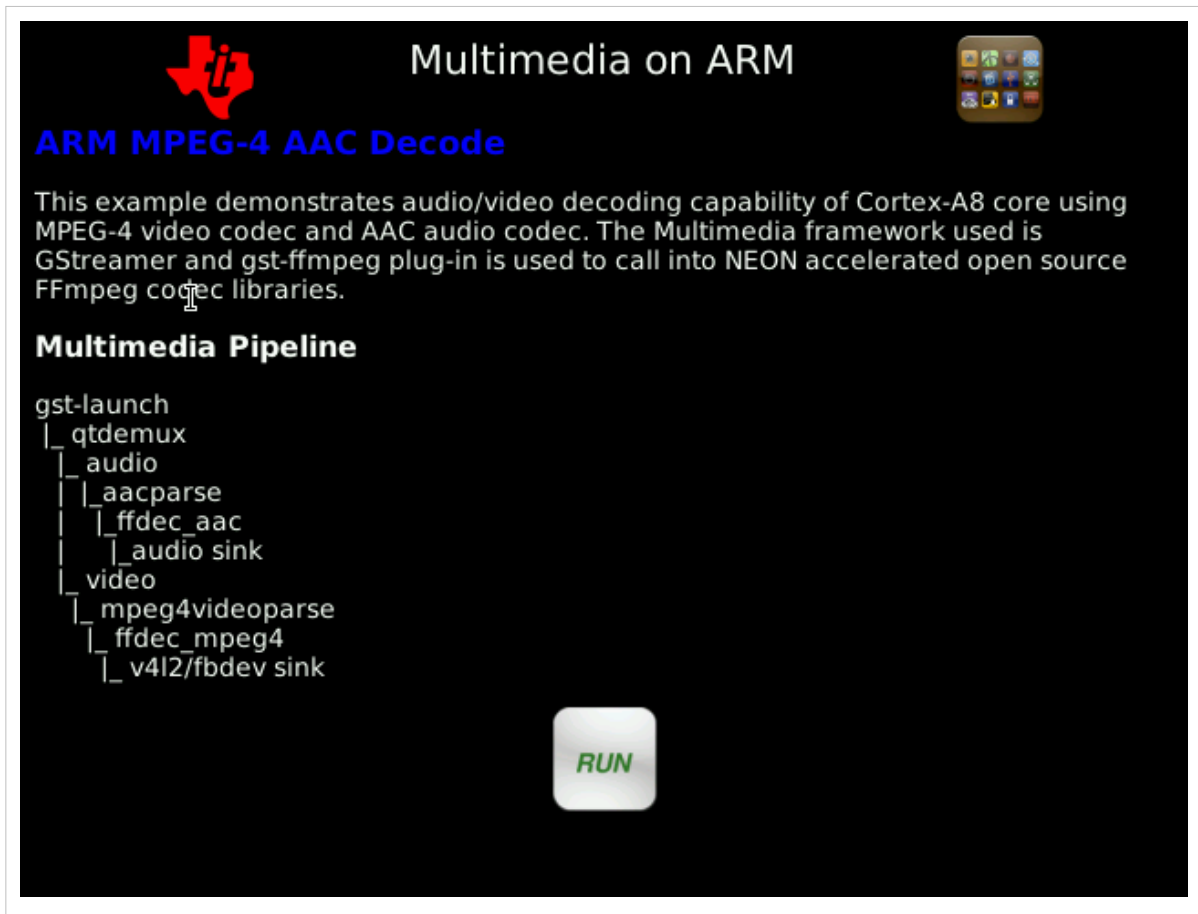 Multimedia on ARM
ARM MPEG-4 AAC Decode
This example demonstrates audio/video decoding capability of Cortex-A8 core using
MPEG-4 video codec and AAC audio codec. The Multimedia framework used is
GStreamer and gst-ffmpeg plug-in is used to call into NEON accelerated open source
FFmpeg codec libraries.
Multimedia Pipeline
gst-launch
|_ qtdemux
|_ audio
| |_aacparse
| |_ffdec_aac
| |_audio sink
|_ video
|_ mpeg4videoparse
|_ ffdec_mpeg4
|_ v4l2/fbdev sink
RUN